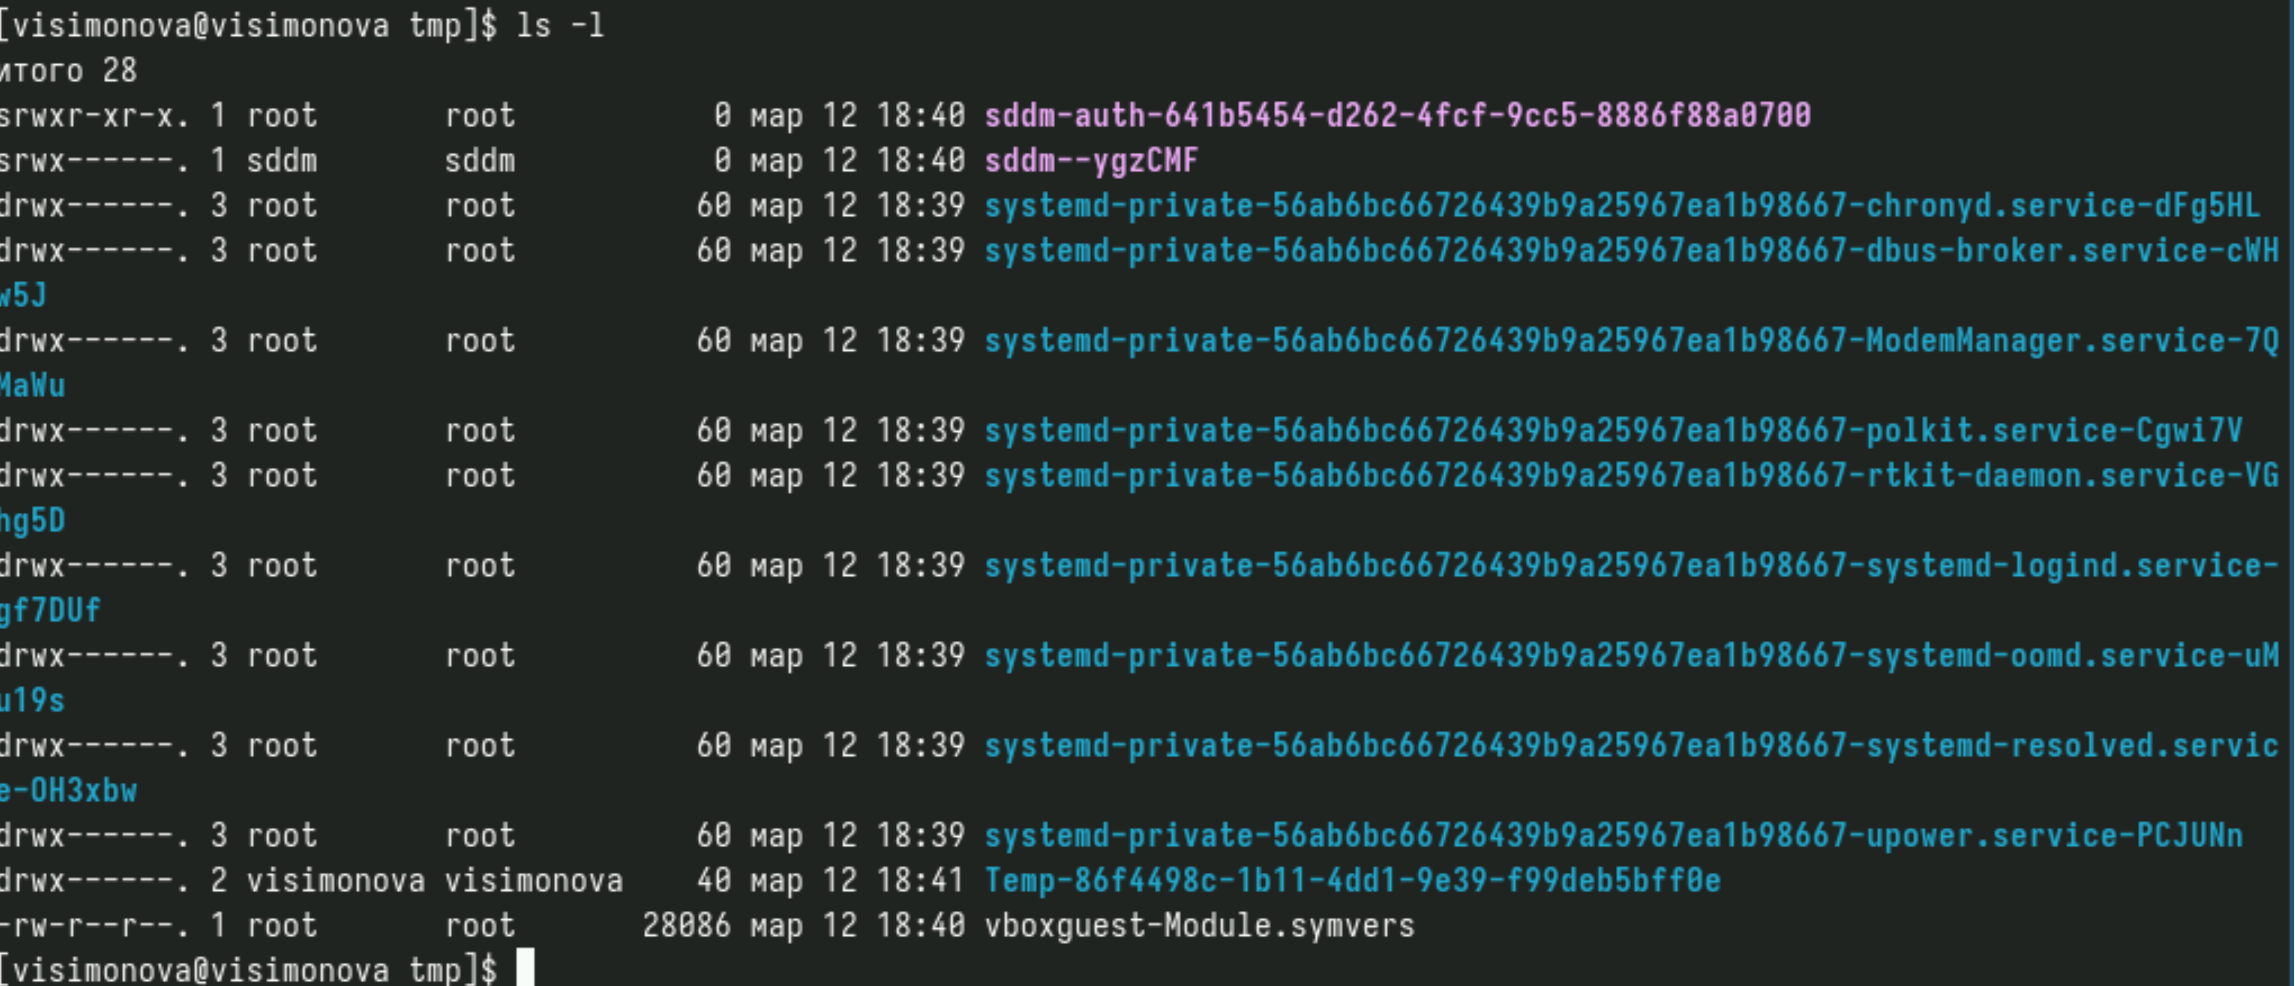 [visimonova@visimonova tmp]$ ls -l
итого 28
srwxr-xr-x. 1 root       root           0 мар 12 18:40 sddm-auth-641b5454-d262-4fcf-9cc5-8886f88a0700
srwx------. 1 sddm       sddm           0 мар 12 18:40 sddm--ygzCMF
drwx------. 3 root       root          60 мар 12 18:39 systemd-private-56ab6bc66726439b9a25967ea1b98667-chronyd.service-dFg5HL
drwx------. 3 root       root          60 мар 12 18:39 systemd-private-56ab6bc66726439b9a25967ea1b98667-dbus-broker.service-cWH
w5J
drwx------. 3 root       root          60 мар 12 18:39 systemd-private-56ab6bc66726439b9a25967ea1b98667-ModemManager.service-7Q
MaWu
drwx------. 3 root       root          60 мар 12 18:39 systemd-private-56ab6bc66726439b9a25967ea1b98667-polkit.service-Cgwi7V
drwx------. 3 root       root          60 мар 12 18:39 systemd-private-56ab6bc66726439b9a25967ea1b98667-rtkit-daemon.service-VG
hg5D
drwx------. 3 root       root          60 мар 12 18:39 systemd-private-56ab6bc66726439b9a25967ea1b98667-systemd-logind.service-
gf7DUf
drwx------. 3 root       root          60 мар 12 18:39 systemd-private-56ab6bc66726439b9a25967ea1b98667-systemd-oomd.service-uM
u19s
drwx------. 3 root       root          60 мар 12 18:39 systemd-private-56ab6bc66726439b9a25967ea1b98667-systemd-resolved.servic
e-OH3xbw
drwx------. 3 root       root          60 мар 12 18:39 systemd-private-56ab6bc66726439b9a25967ea1b98667-upower.service-PCJUNn
drwx------. 2 visimonova visimonova    40 мар 12 18:41 Temp-86f4498c-1b11-4dd1-9e39-f99deb5bff0e
-rw-r--r--. 1 root       root       28086 мар 12 18:40 vboxguest-Module.symvers
[visimonova@visimonova tmp]$